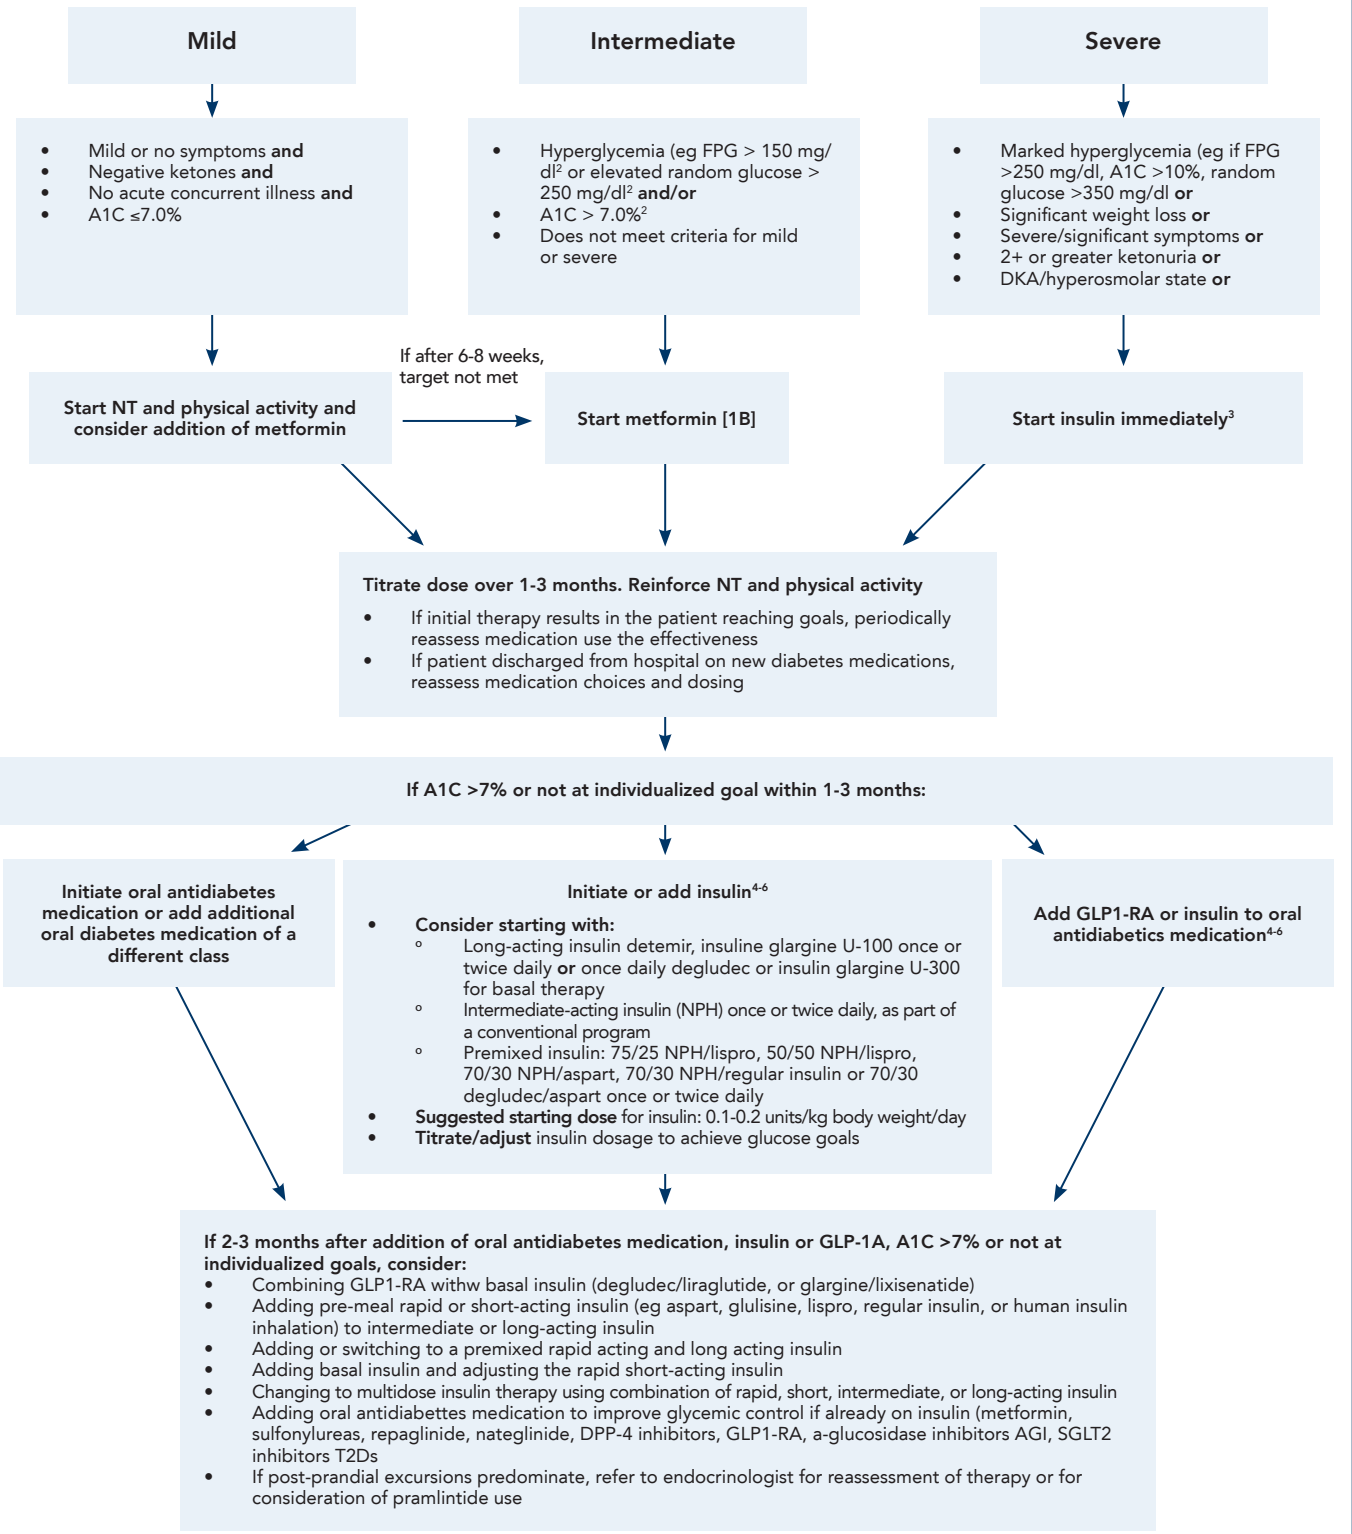 Mild
Intermediate
Severe
• Mild or no symptoms and
• Negative ketones and
• No acute concurrent illness and
• A1C ≤7.0%
• Hyperglycemia (eg FPG > 150 mg/
dl² or elevated random glucose >
250 mg/dl² and/or
• A1C > 7.0%²
• Does not meet criteria for mild
or severe
• Marked hyperglycemia (eg if FPG
>250 mg/dl, A1C >10%, random
glucose >350 mg/dl or
• Significant weight loss or
• Severe/significant symptoms or
• 2+ or greater ketonuria or
• DKA/hyperosmolar state or
Start NT and physical activity and
consider addition of metformin
If after 6-8 weeks,
target not met
Start metformin [1B]
Start insulin immediately³
Titrate dose over 1-3 months. Reinforce NT and physical activity
• If initial therapy results in the patient reaching goals, periodically
reassess medication use the effectiveness
• If patient discharged from hospital on new diabetes medications,
reassess medication choices and dosing
If A1C >7% or not at individualized goal within 1-3 months:
Initiate oral antidiabetes
medication or add additional
oral diabetes medication of a
different class
Initiate or add insulin⁴⁻⁶
• Consider starting with:
º Long-acting insulin detemir, insuline glargine U-100 once or
twice daily or once daily degludec or insulin glargine U-300
for basal therapy
º Intermediate-acting insulin (NPH) once or twice daily, as part of
a conventional program
º Premixed insulin: 75/25 NPH/lispro, 50/50 NPH/lispro,
70/30 NPH/aspart, 70/30 NPH/regular insulin or 70/30
degludec/aspart once or twice daily
• Suggested starting dose for insulin: 0.1-0.2 units/kg body weight/day
• Titrate/adjust insulin dosage to achieve glucose goals
Add GLP1-RA or insulin to oral
antidiabetics medication⁴⁻⁶
If 2-3 months after addition of oral antidiabetes medication, insulin or GLP-1A, A1C >7% or not at
individualized goals, consider:
• Combining GLP1-RA withw basal insulin (degludec/liraglutide, or glargine/lixisenatide)
• Adding pre-meal rapid or short-acting insulin (eg aspart, glulisine, lispro, regular insulin, or human insulin
inhalation) to intermediate or long-acting insulin
• Adding or switching to a premixed rapid acting and long acting insulin
• Adding basal insulin and adjusting the rapid short-acting insulin
• Changing to multidose insulin therapy using combination of rapid, short, intermediate, or long-acting insulin
• Adding oral antidiabettes medication to improve glycemic control if already on insulin (metformin,
sulfonylureas, repaglinide, nateglinide, DPP-4 inhibitors, GLP1-RA, a-glucosidase inhibitors AGI, SGLT2
inhibitors T2Ds
• If post-prandial excursions predominate, refer to endocrinologist for reassessment of therapy or for
consideration of pramlintide use